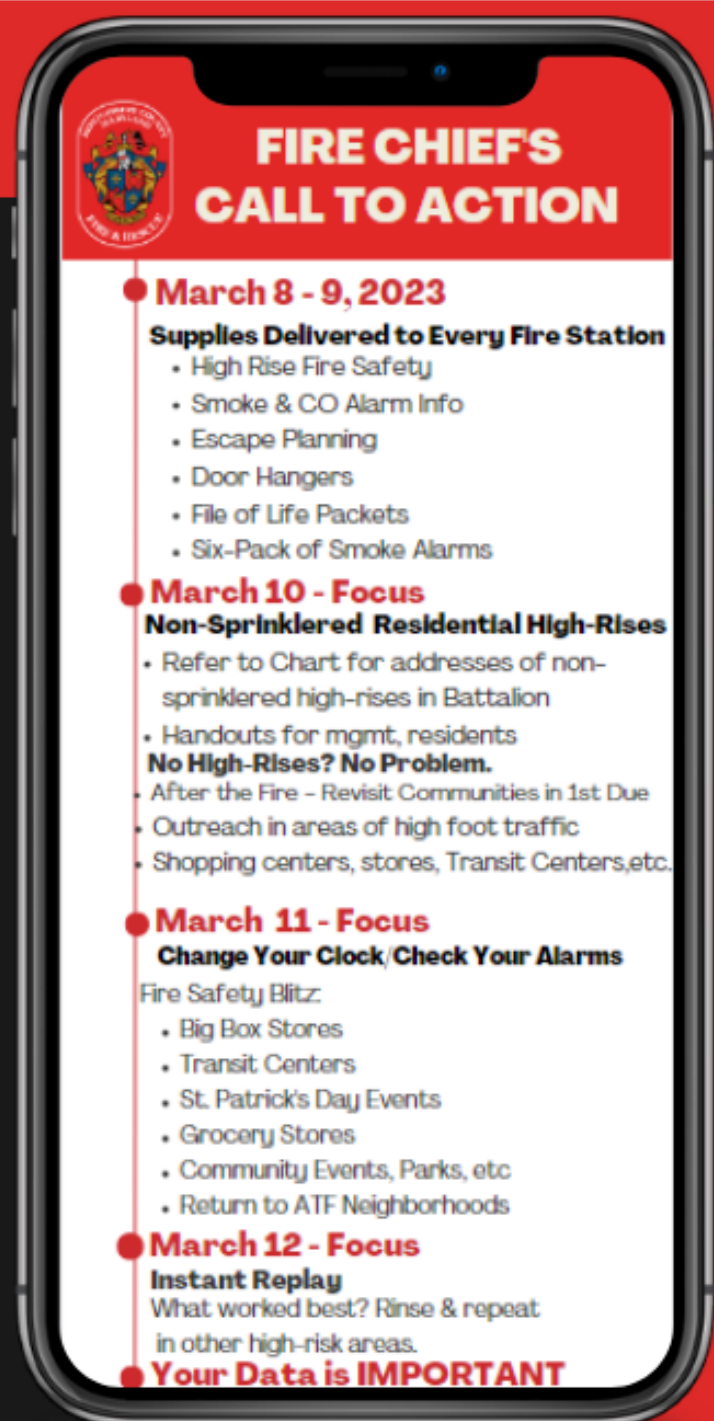 FIRE CHIEF'S
CALL TO ACTION
FIRE & RESCUE
March 8 - 9, 2023
Supplies Delivered to Every Fire Station
• High Rise Fire Safety
• Smoke & CO Alarm Info
• Escape Planning
• Door Hangers
• File of Life Packets
• Six-Pack of Smoke Alarms
March 10 - Focus
Non-Sprinklered Residential High-Rises
• Refer to Chart for addresses of non-
sprinklered high-rises in Battalion
• Handouts for mgmt, residents
No High-Rises? No Problem.
• After the Fire - Revisit Communities in 1st Due
• Outreach in areas of high foot traffic
• Shopping centers, stores, Transit Centers,etc.
March 11 - Focus
Change Your Clock/Check Your Alarms
Fire Safety Blitz:
• Big Box Stores
• Transit Centers
• St. Patrick's Day Events
• Grocery Stores
• Community Events, Parks, etc
• Return to ATF Neighborhoods
March 12 - Focus
Instant Replay
What worked best? Rinse & repeat
in other high-risk areas.
Your Data is IMPORTANT